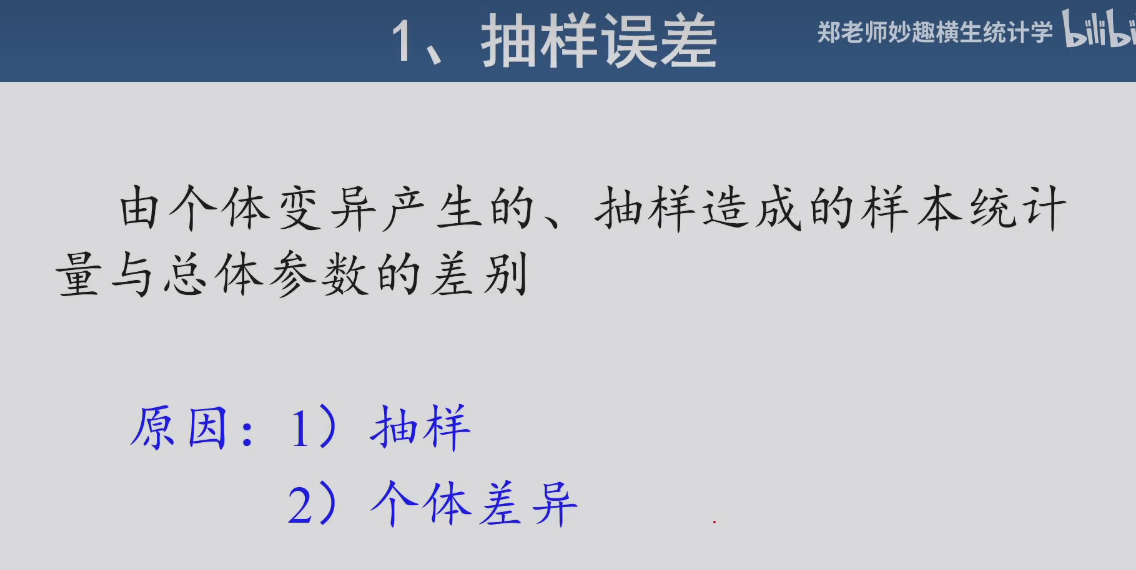 1、抽样误差
郑老师妙趣横生统计学
由个体变异产生的、抽样造成的样本统计
量与总体参数的差别
原因：1）抽样
2）个体差异